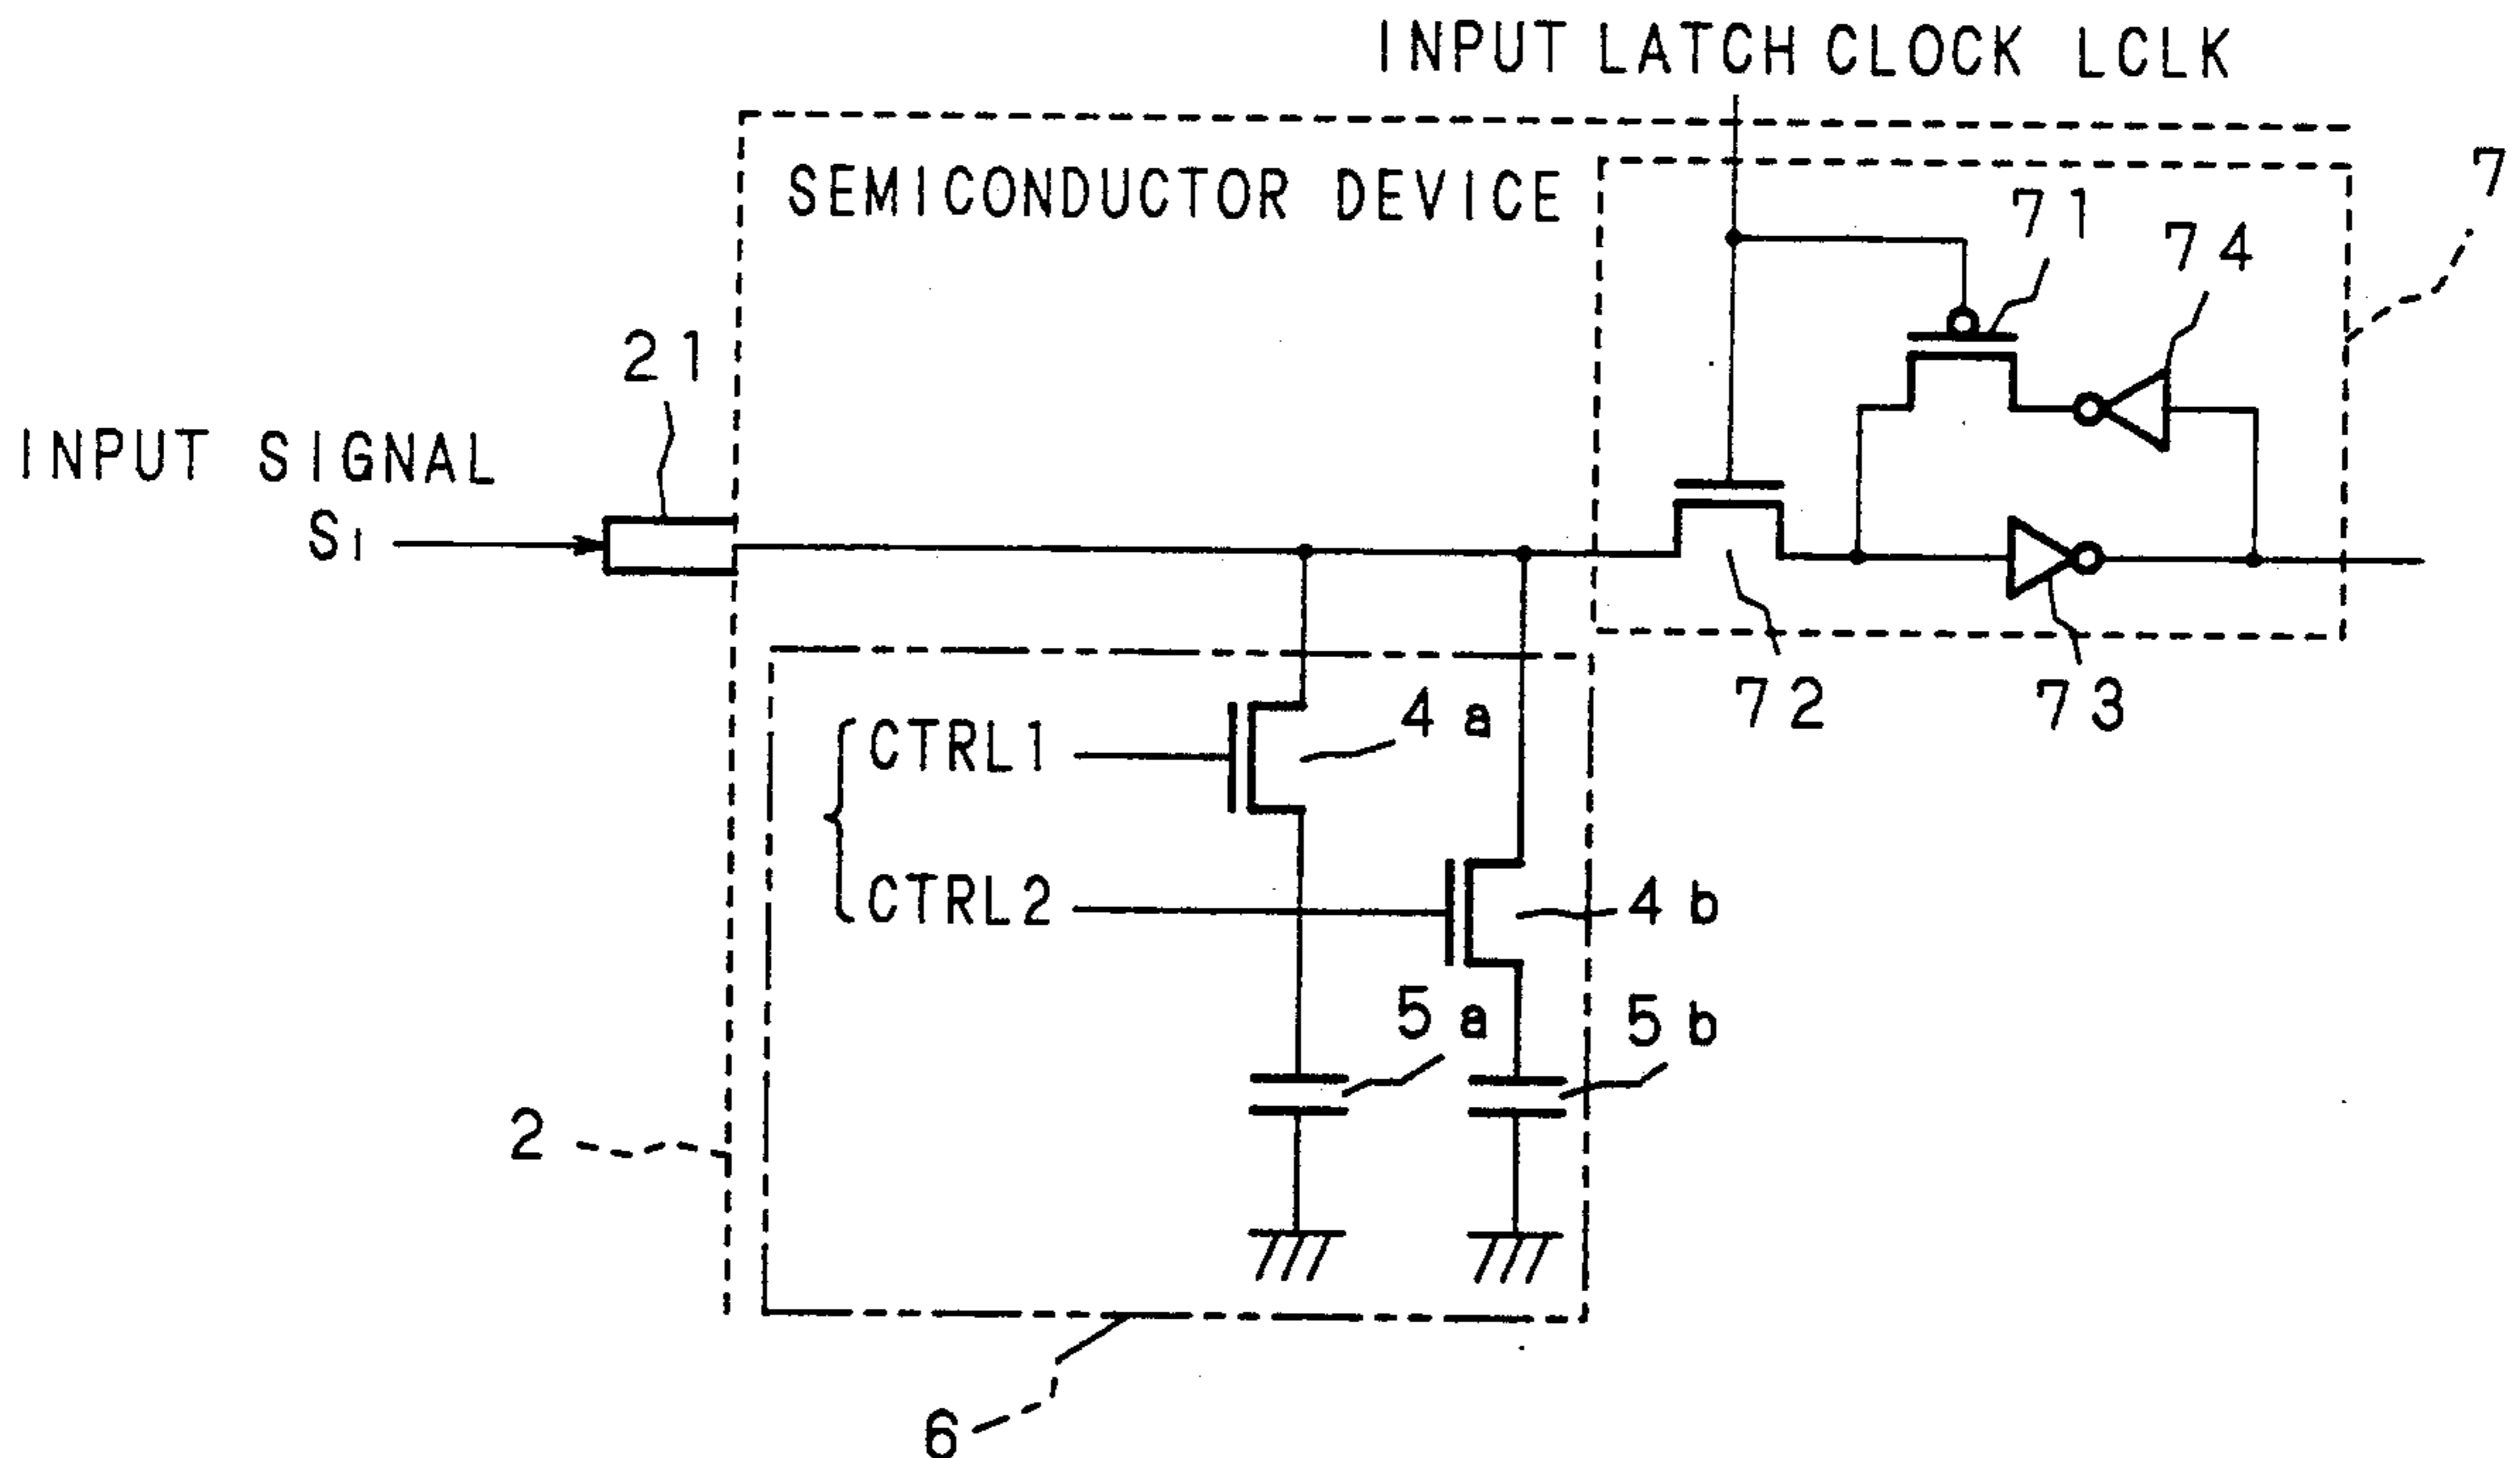 INPUT LATCH CLOCK LCLK
SEMICONDUCTOR DEVICE
7
71
74
21
INPUT SIGNAL
S1
72
73
CTRL1
4a
CTRL2
4b
5a
5b
2
6